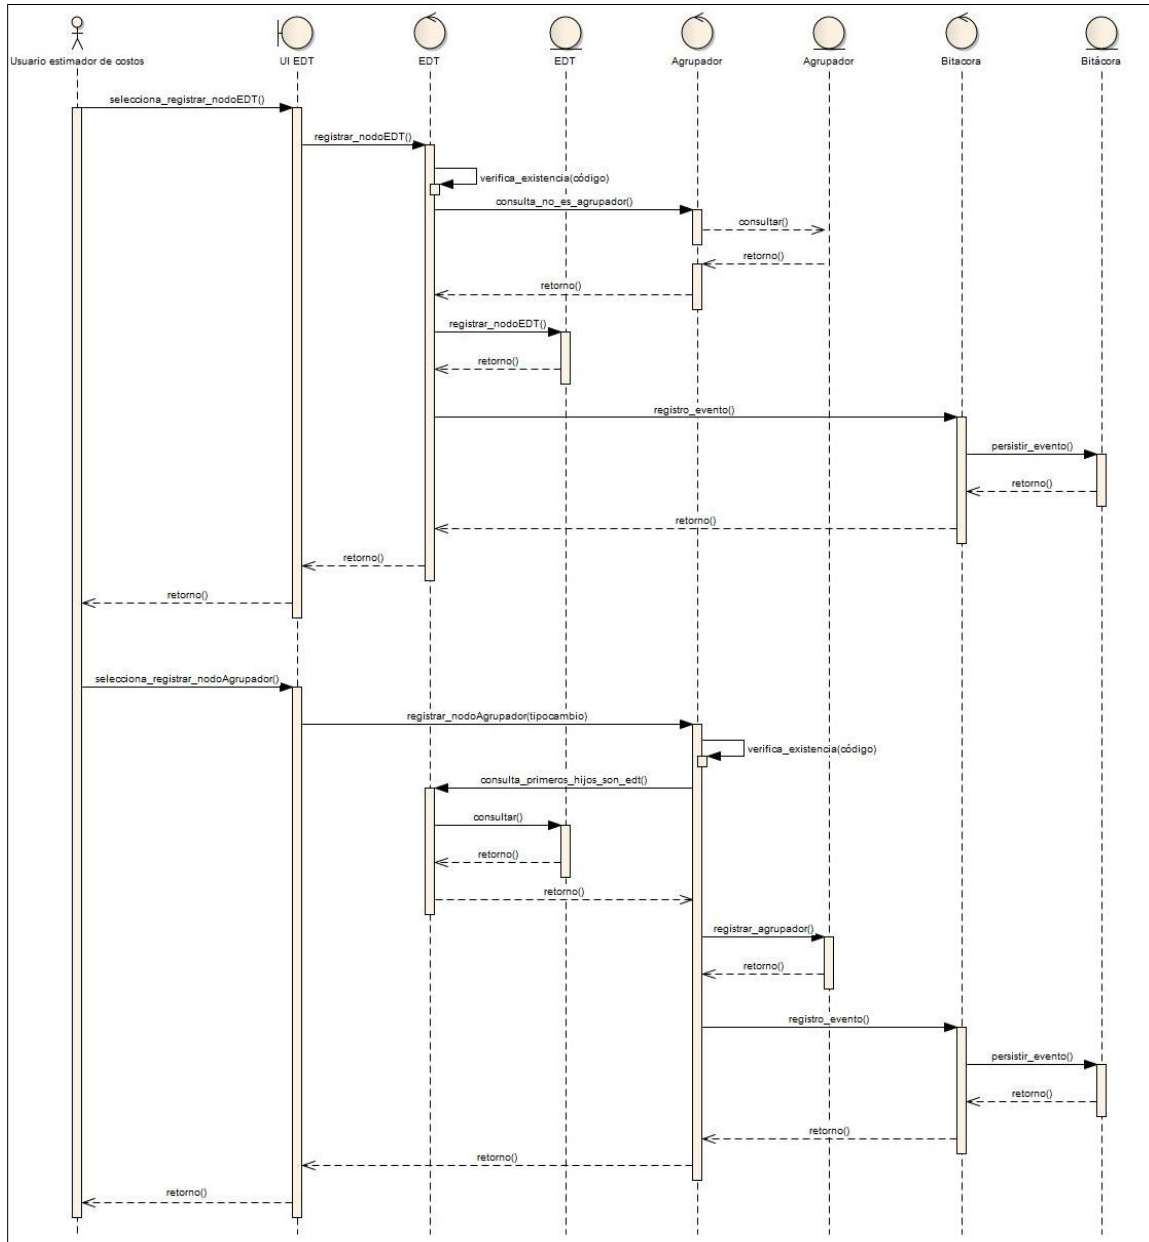 Usuario estimador de costos
UI EDT
EDT
EDT
Agrupador
Agrupador
Bitacora
Bitácora
selecciona_registrar_nodoEDT()
registrar_nodoEDT()
verifica_existencia(código)
consulta_no_es_agrupador()
consultar()
retorno()
retorno()
registrar_nodoEDT()
retorno()
registro_evento()
persistir_evento()
retorno()
retorno()
retorno()
retorno()
selecciona_registrar_nodoAgrupador()
registrar_nodoAgrupador(tipocambio)
verifica_existencia(código)
consulta_primeros_hijos_son_edt()
consultar()
retorno()
retorno()
registrar_agrupador()
retorno()
registro_evento()
persistir_evento()
retorno()
retorno()
retorno()
retorno()